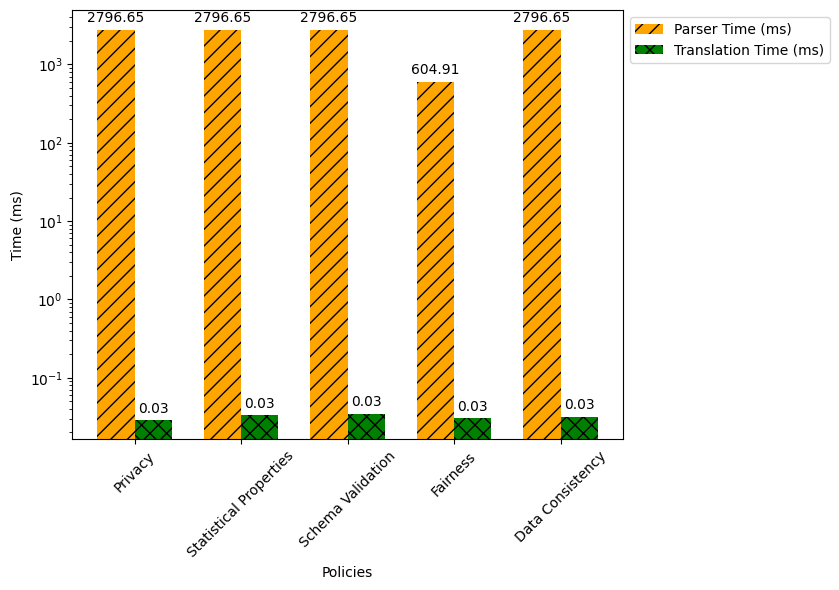 2796.65 2796.65 2796.65 2796.65
604.91
0.03 0.03 0.03 0.03 0.03
Parser Time (ms)
Translation Time (ms)
Time (ms)
10³
10²
10¹
10⁰
10⁻¹
Privacy
Statistical Properties
Schema Validation
Fairness
Data Consistency
Policies